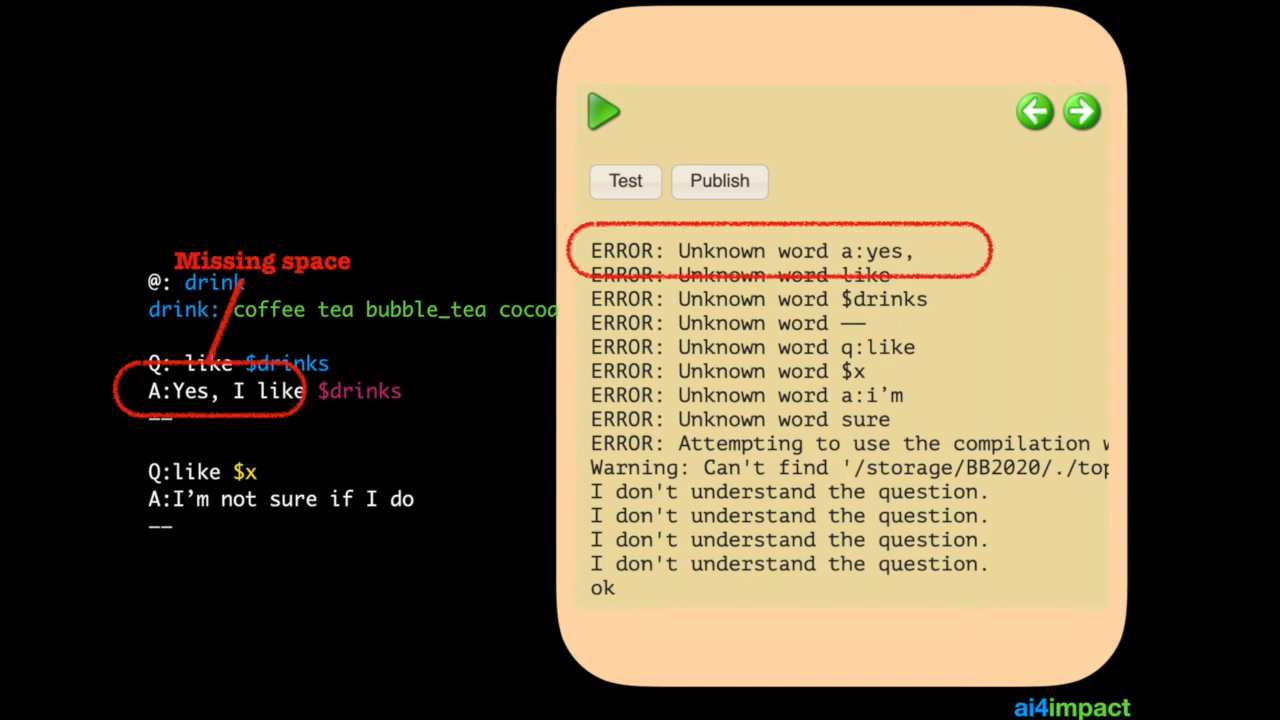 Missing space
@: drink
drink: coffee tea bubble_tea cocoa
Q: like $drinks
A:Yes, I like $drinks
——
Q:like $x
A:I’m not sure if I do
——
Test
Publish
ERROR: Unknown word a:yes,
ERROR: Unknown word like
ERROR: Unknown word $drinks
ERROR: Unknown word ——
ERROR: Unknown word q:like
ERROR: Unknown word $x
ERROR: Unknown word a:i’m
ERROR: Unknown word sure
ERROR: Attempting to use the compilation w
Warning: Can't find '/storage/BB2020/./top
I don't understand the question.
I don't understand the question.
I don't understand the question.
I don't understand the question.
ok
ai4impact